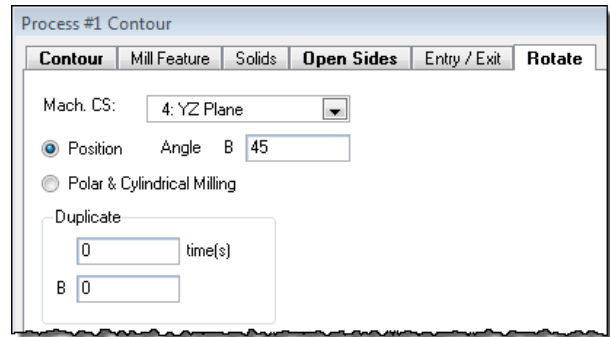 Process #1 Contour
Contour Mill Feature Solids Open Sides Entry / Exit Rotate
Mach. CS: 4: YZ Plane
Position Angle B 45
Polar & Cylindrical Milling
Duplicate
0 time(s)
B 0